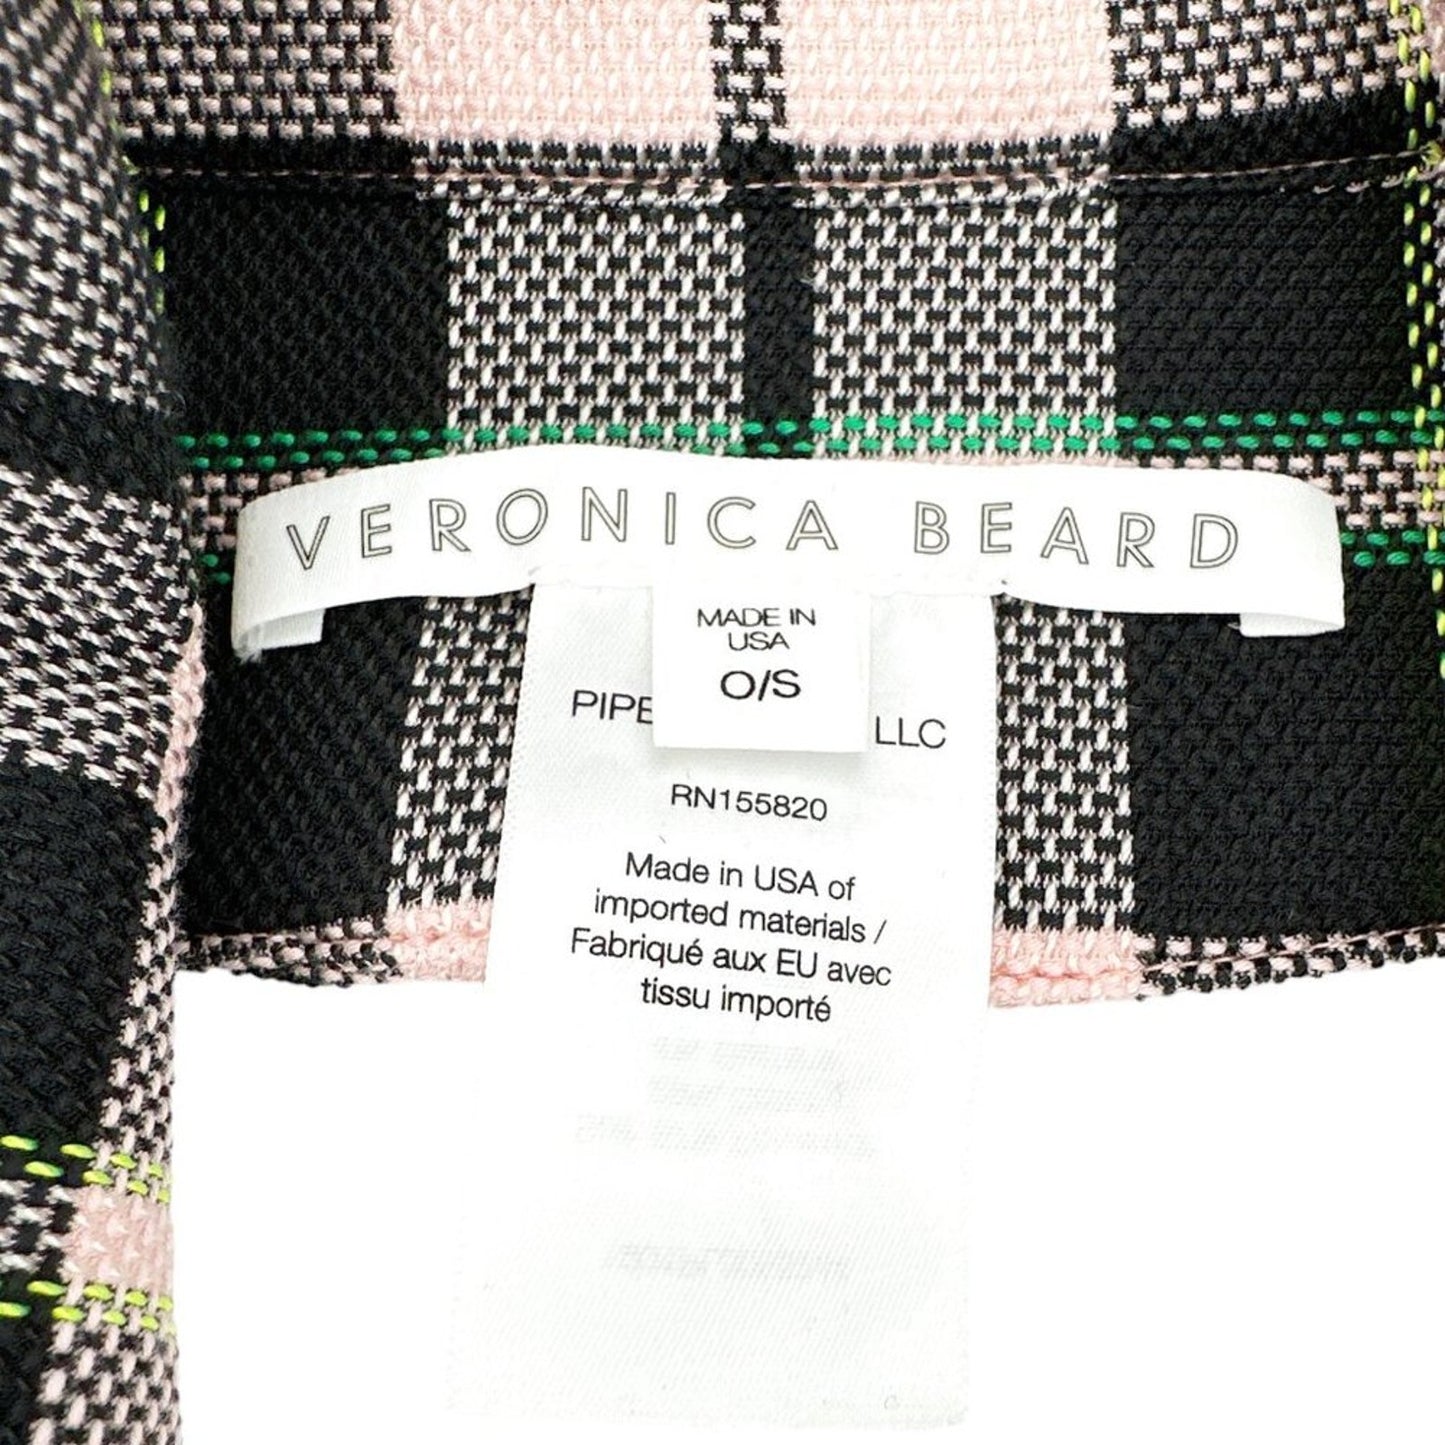 VERONICA BEARD
MADE IN
USA
O/S
LLC
RN155820
Made in USA of
imported materials /
Fabriqué aux EU avec
tissu importé